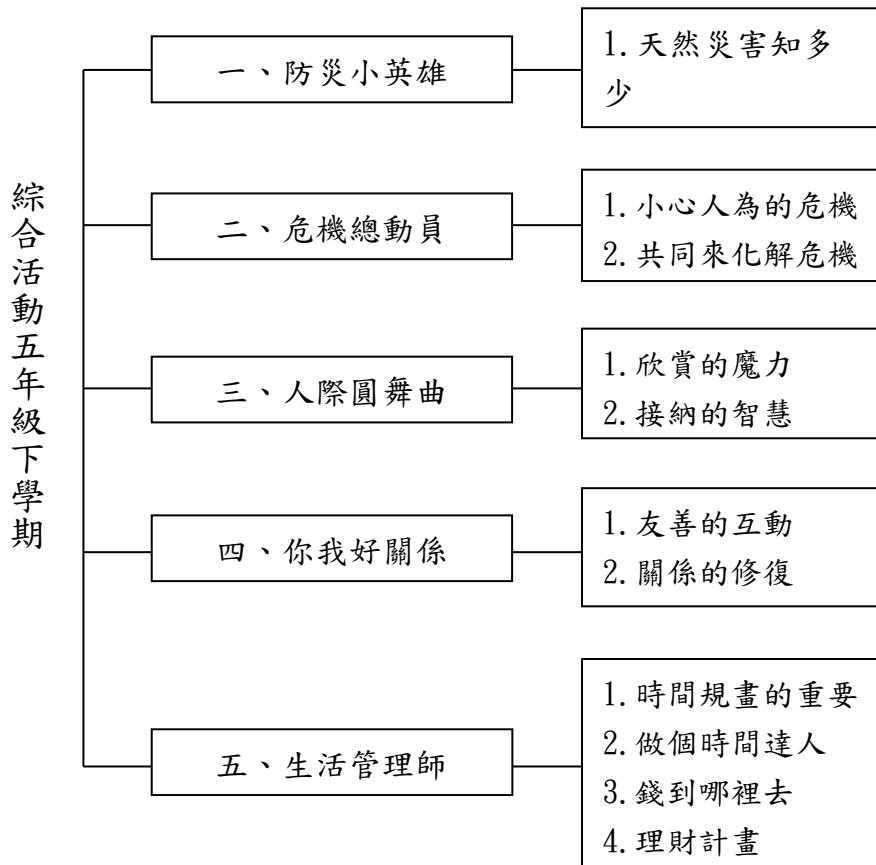 綜合活動五年級下學期
一、防災小英雄
1.天然災害知多
少
二、危機總動員
1.小心人為的危機
2.共同來化解危機
三、人際圓舞曲
1.欣賞的魔力
2.接納的智慧
四、你我好關係
1.友善的互動
2.關係的修復
五、生活管理師
1.時間規畫的重要
2.做個時間達人
3.錢到哪裡去
4.理財計畫